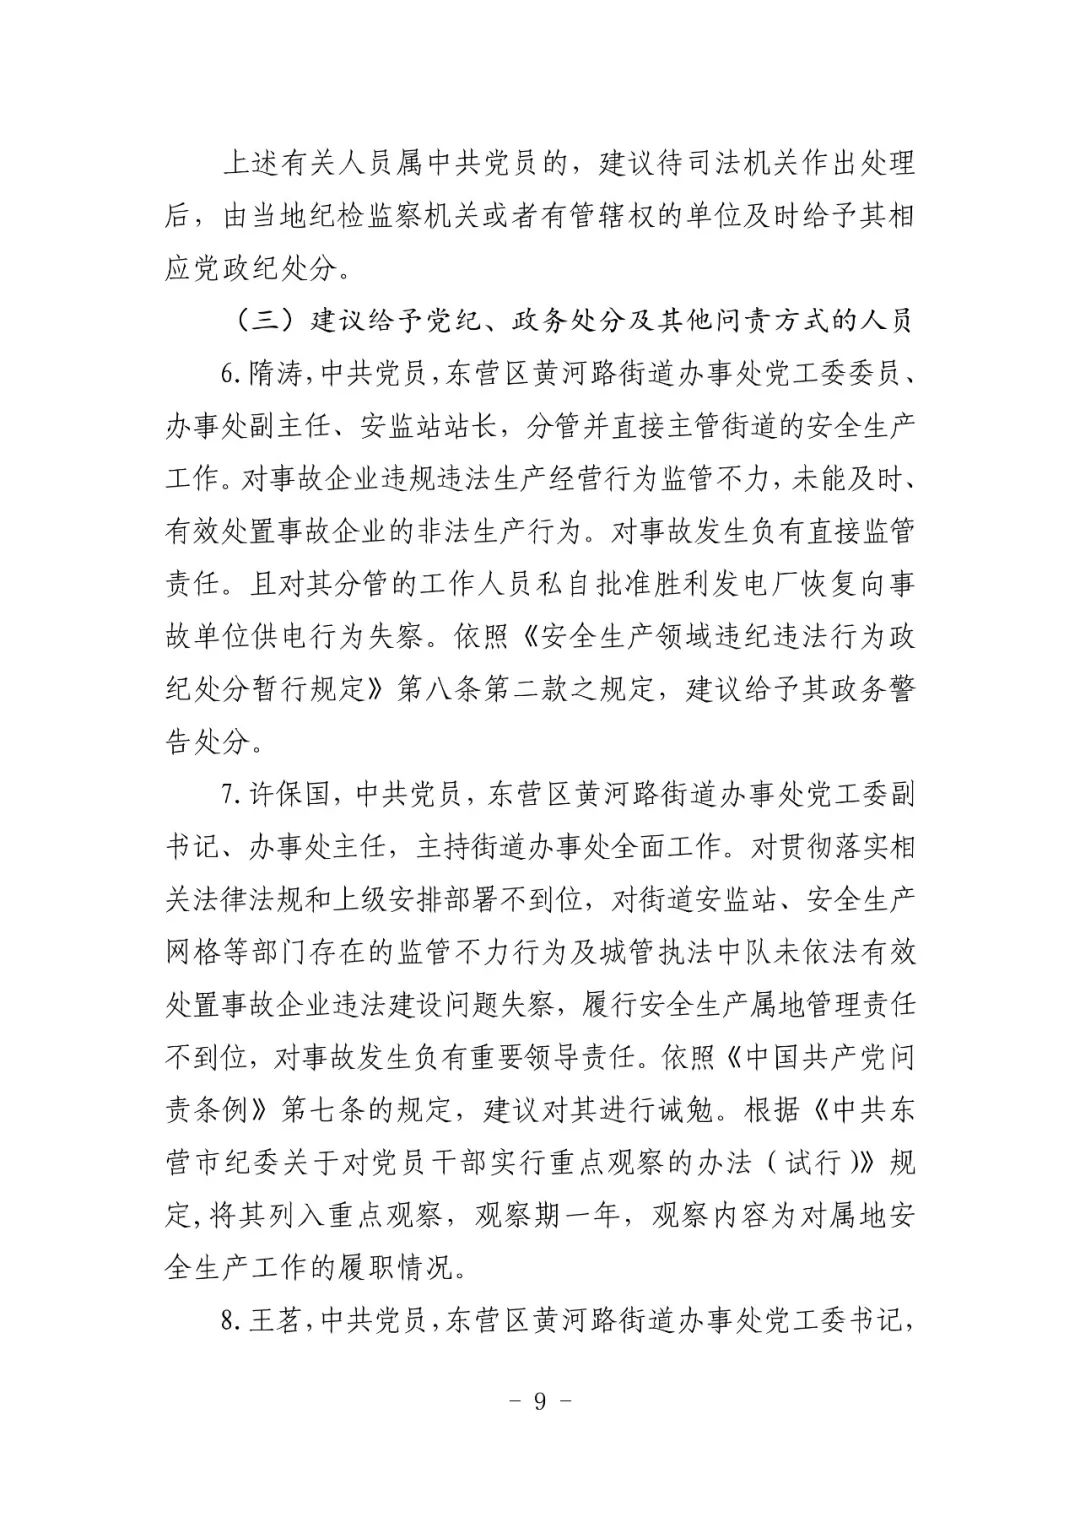 上述有关人员属中共党员的，建议待司法机关作出处理
后，由当地纪检监察机关或者有管辖权的单位及时给予其相
应党政纪处分。
（三）建议给予党纪、政务处分及其他问责方式的人员
6.隋涛,中共党员,东营区黄河路街道办事处党工委委员、
办事处副主任、安监站站长，分管并直接主管街道的安全生产
工作。对事故企业违规违法生产经营行为监管不力，未能及时、
有效处置事故企业的非法生产行为。对事故发生负有直接监管
责任。且对其分管的工作人员私自批准胜利发电厂恢复向事
故单位供电行为失察。依照《安全生产领域违纪违法行为政
纪处分暂行规定》第八条第二款之规定，建议给予其政务警
告处分。
7.许保国，中共党员，东营区黄河路街道办事处党工委副
书记、办事处主任，主持街道办事处全面工作。对贯彻落实相
关法律法规和上级安排部署不到位，对街道安监站、安全生产
网格等部门存在的监管不力行为及城管执法中队未依法有效
处置事故企业违法建设问题失察，履行安全生产属地管理责任
不到位，对事故发生负有重要领导责任。依照《中国共产党问
责条例》第七条的规定，建议对其进行诫勉。根据《中共东
营市纪委关于对党员干部实行重点观察的办法（试行）》规
定,将其列入重点观察，观察期一年，观察内容为对属地安
全生产工作的履职情况。
8.王茗,中共党员,东营区黄河路街道办事处党工委书记，
- 9 -